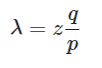 λ = z q/p